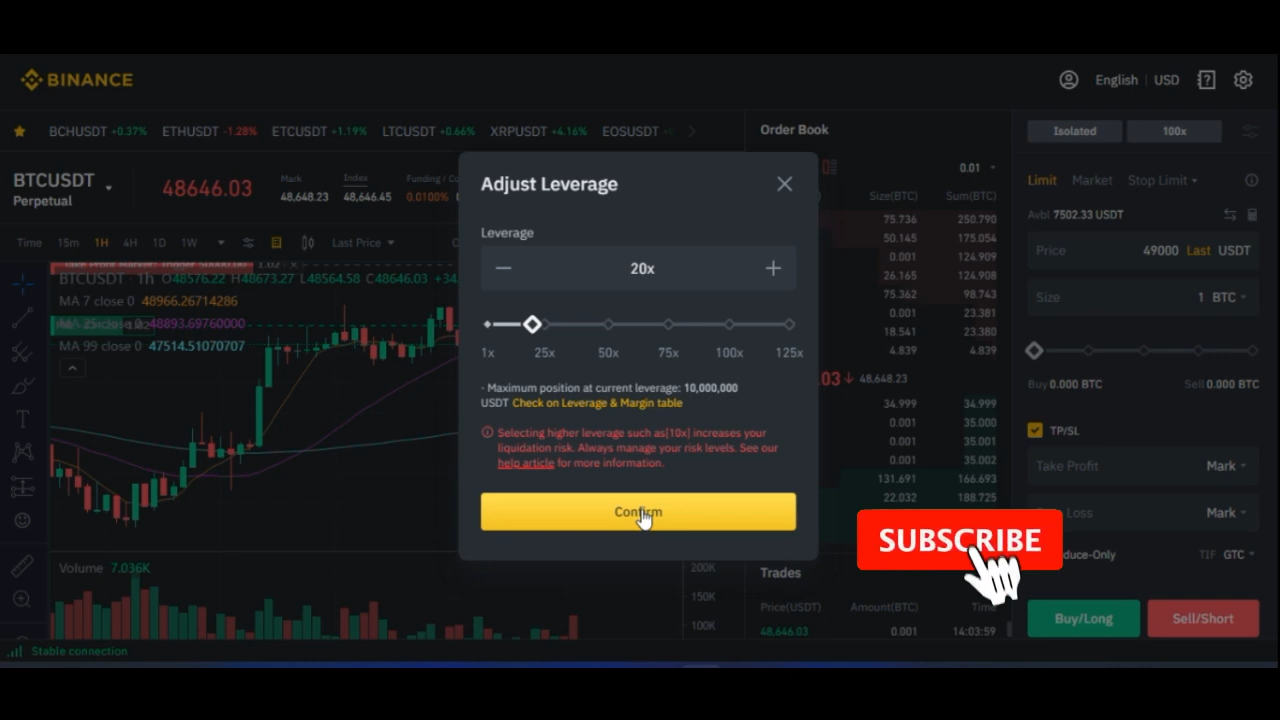 BINANCE
English USD
BCHUSDT +0.37% ETHUSDT -1.28% ETCUSDT +1.19% LTCUSDT +0.66% XRPUSDT +4.16% EOSUSDT
Order Book
Isolated 100x
BTCUSDT
Perpetual
48646.03
Mark
48,648.23
Index
48,646.45
Funding / Co
0.0100%
Adjust Leverage
0.01
Limit Market Stop Limit
Size(BTC) Sum(BTC)
Avbl 7502.33 USDT
Time 15m 1H 4H 1D 1W Last Price
Leverage
20x
75.736 250.790
50.145 175.054
0.001 124.909
26.165 124.908
75.362 98.743
0.001 23.381
18.541 23.380
4.839 4.839
Price 49000 Last USDT
Size 1 BTC
BTCUSDT 1h O48576.22 H48673.27 L48564.58 C48646.03
MA 7 close 0 48966.26714286
48893.69760000
MA 99 close 0 47514.51070707
1x 25x 50x 75x 100x 125x
- Maximum position at current leverage: 10,000,000
USDT Check on Leverage & Margin table
Selecting higher leverage such as[10x] increases your
liquidation risk. Always manage your risk levels. See our
help article for more information.
Confirm
03 48,648.23
Buy 0.000 BTC Sell 0.000 BTC
34.999 34.999
0.001 35.000
0.001 35.001
0.001 35.002
131.691 166.693
22.032 188.725
TP/SL
Take Profit Mark
Loss Mark
SUBSCRIBE
duce-Only TIF GTC
Volume 7.036K
200K
150K
100K
Trades
Price(USDT) Amount(BTC) Time
48,646.03 0.001 14:03:59
Buy/Long Sell/Short
Stable connection